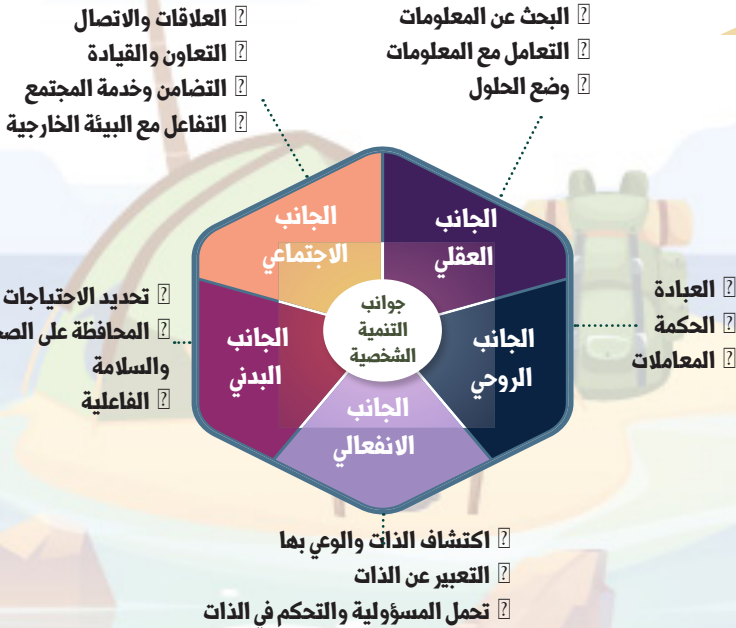 البحث عن المعلومات
التعامل مع المعلومات
وضع الحلول
العلاقات والاتصال
التعاون والقيادة
التضامن وخدمة المجتمع
التفاعل مع البيئة الخارجية
الجانب
العقلي
الجانب
الاجتماعي
جوانب
التنمية
الشخصية
الجانب
الروحي
الجانب
البدني
الجانب
الانفعالي
العبادة
الحكمة
المعاملات
تحديد الاحتياجات
المحافظة على
والسلامة
الفاعلية
اكتشاف الذات والوعي بها
التعبير عن الذات
تحمل المسؤولية والتحكم في الذات